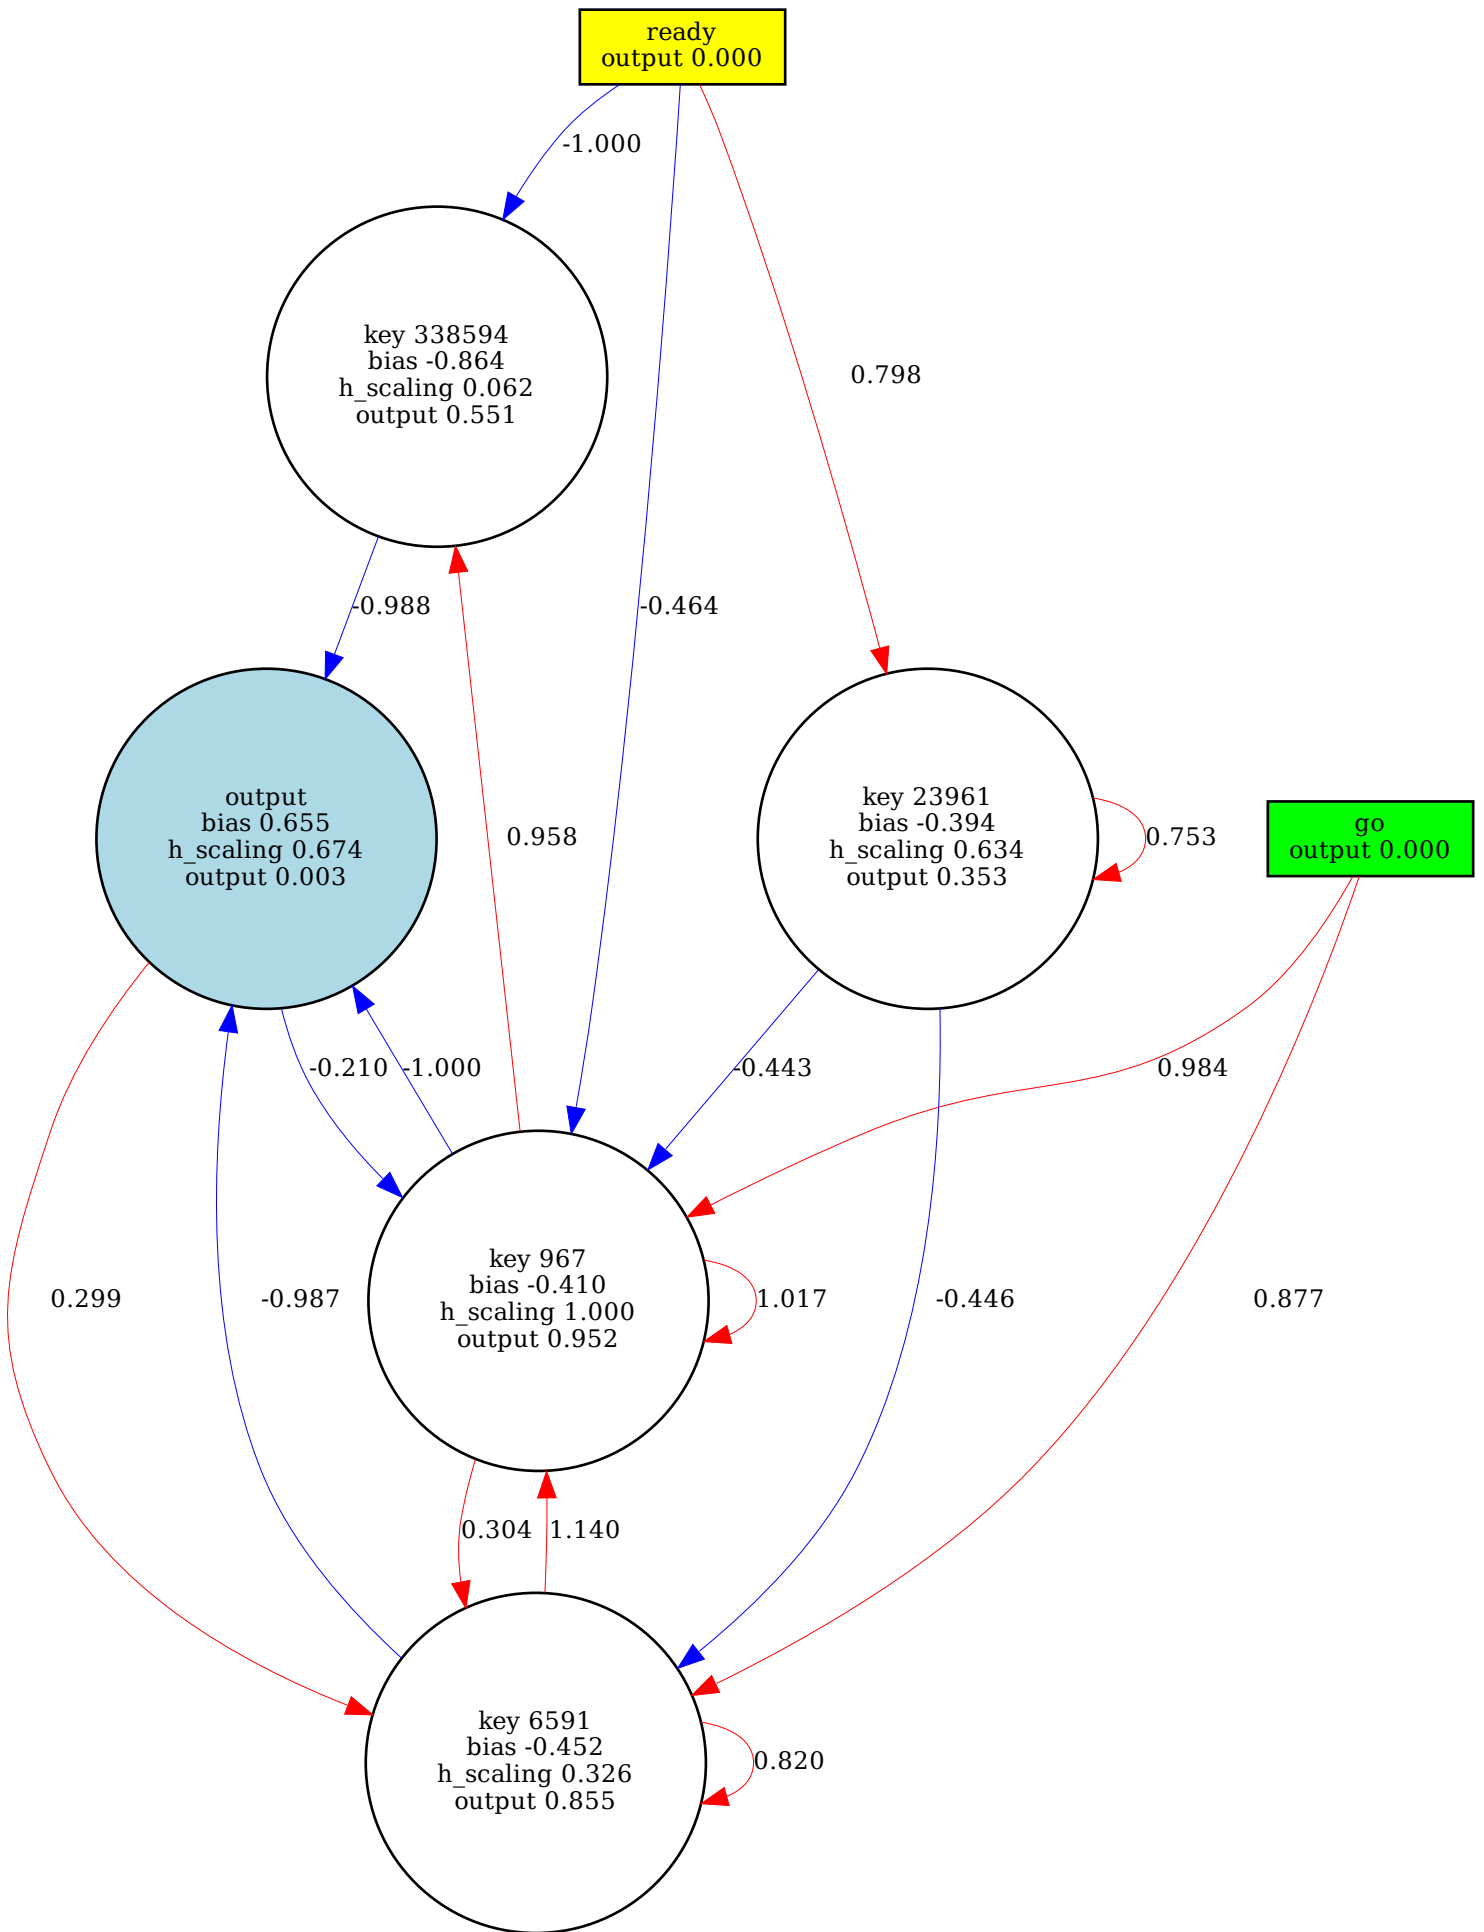 ready
output 0.000
-1.000
key 338594
bias -0.864
h_scaling 0.062
output 0.551
0.798
-0.988
-0.464
output
bias 0.655
h_scaling 0.674
output 0.003
0.958
key 23961
bias -0.394
h_scaling 0.634
output 0.353
0.753
go
output 0.000
-0.210
-1.000
-0.443
0.984
0.299
-0.987
key 967
bias -0.410
h_scaling 1.000
output 0.952
1.017
-0.446
0.877
0.304
1.140
key 6591
bias -0.452
h_scaling 0.326
output 0.855
0.820